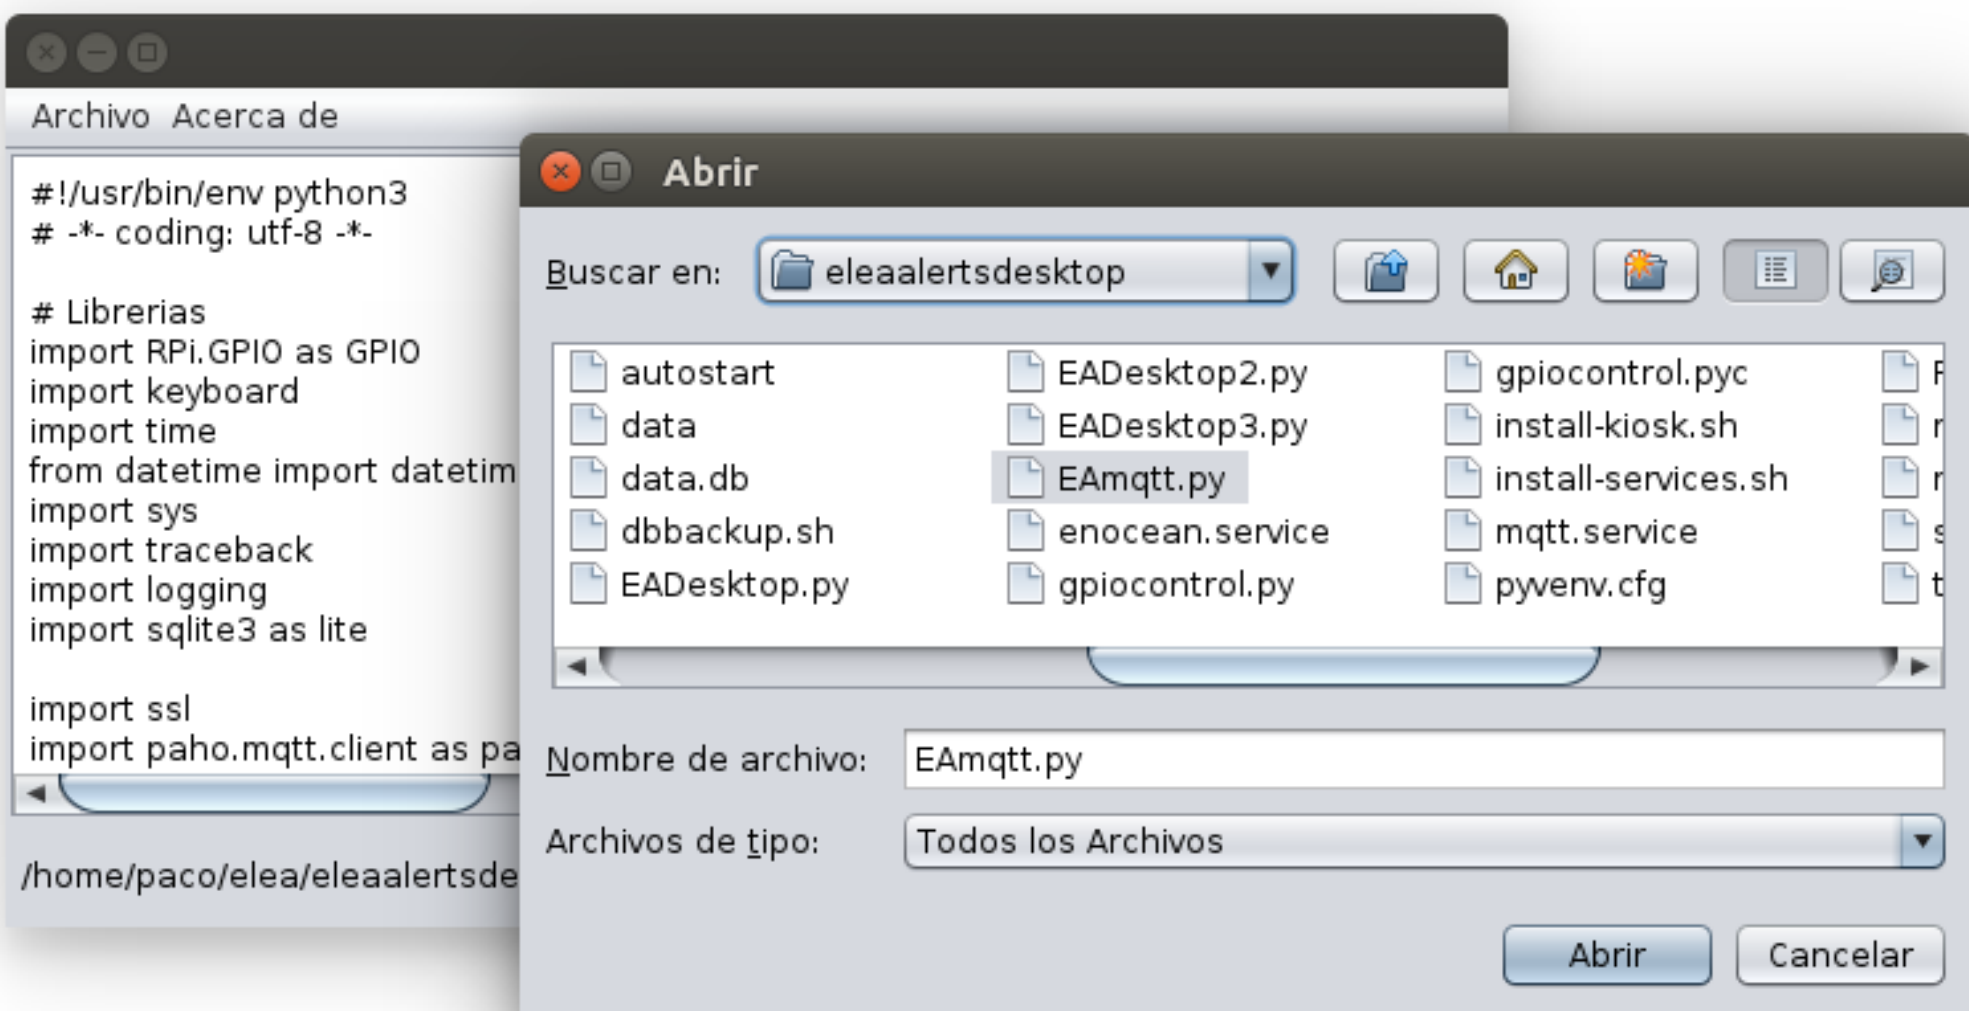 Archivo Acerca de
#!/usr/bin/env python3
# -*- coding: utf-8 -*-
# Librerias
import RPi.GPIO as GPIO
import keyboard
import time
from datetime import datetim
import sys
import traceback
import logging
import sqlite3 as lite
import ssl
import paho.mqtt.client as pa
/home/paco/elea/eleaalertsde
Abrir
Buscar en: eleaalertsdesktop
autostart EADesktop2.py gpiocontrol.pyc
data EADesktop3.py install-kiosk.sh
data.db EAmqtt.py install-services.sh
dbbackup.sh enocean.service mqtt.service
EADesktop.py gpiocontrol.py pyvenv.cfg
Nombre de archivo: EAmqtt.py
Archivos de tipo: Todos los Archivos
Abrir Cancelar